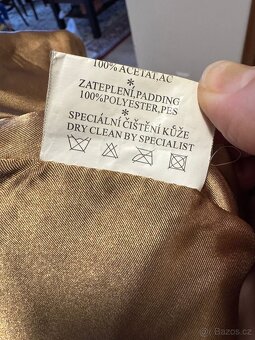 100% ACETAT,AC
*
ZATEPLENÍ,PADDING
100%POLYESTER,PES
*
SPECIÁLNÍ ČIŠTĚNÍ KŮŽE
DRY CLEAN BY SPECIALIST
© Bazos.cz